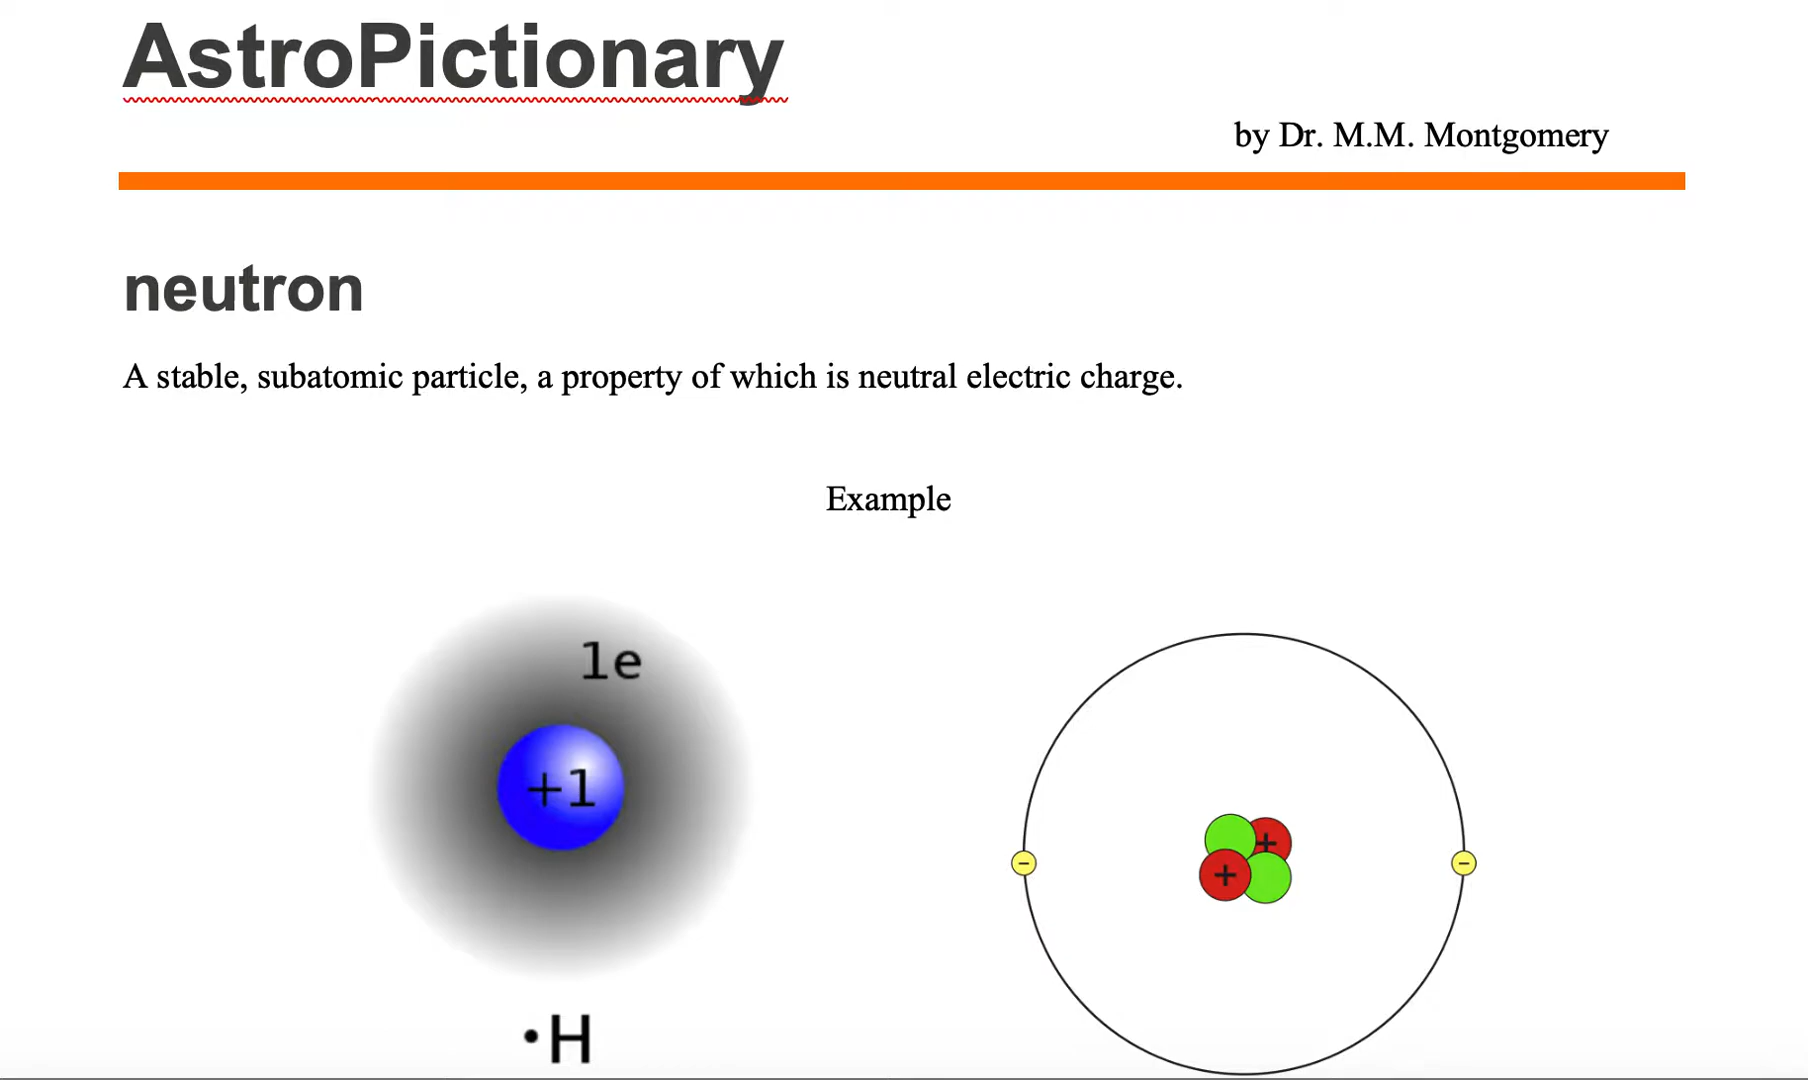 AstroPictionary
by Dr. M.M. Montgomery
neutron
A stable, subatomic particle, a property of which is neutral electric charge.
Example
1e
+1
+
− + −
•H